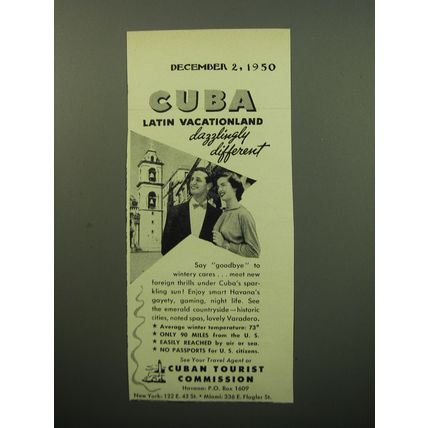 DECEMBER 2, 1950
CUBA
LATIN VACATIONLAND
dazzlingly
different
Say "goodbye" to
wintery cares . . . meet new
foreign thrills under Cuba's spar-
kling sun! Enjoy smart Havana's
gayety, gaming, night life. See
the emerald countryside—historic
cities, noted spas, lovely Varadero.
★ Average winter temperature: 73°
★ ONLY 90 MILES from the U. S.
★ EASILY REACHED by air or sea.
★ NO PASSPORTS for U. S. citizens.
See Your Travel Agent or
CUBAN TOURIST
COMMISSION
Havana: P.O. Box 1609
New York: 122 E. 42 St. • Miami: 336 E. Flagler St.